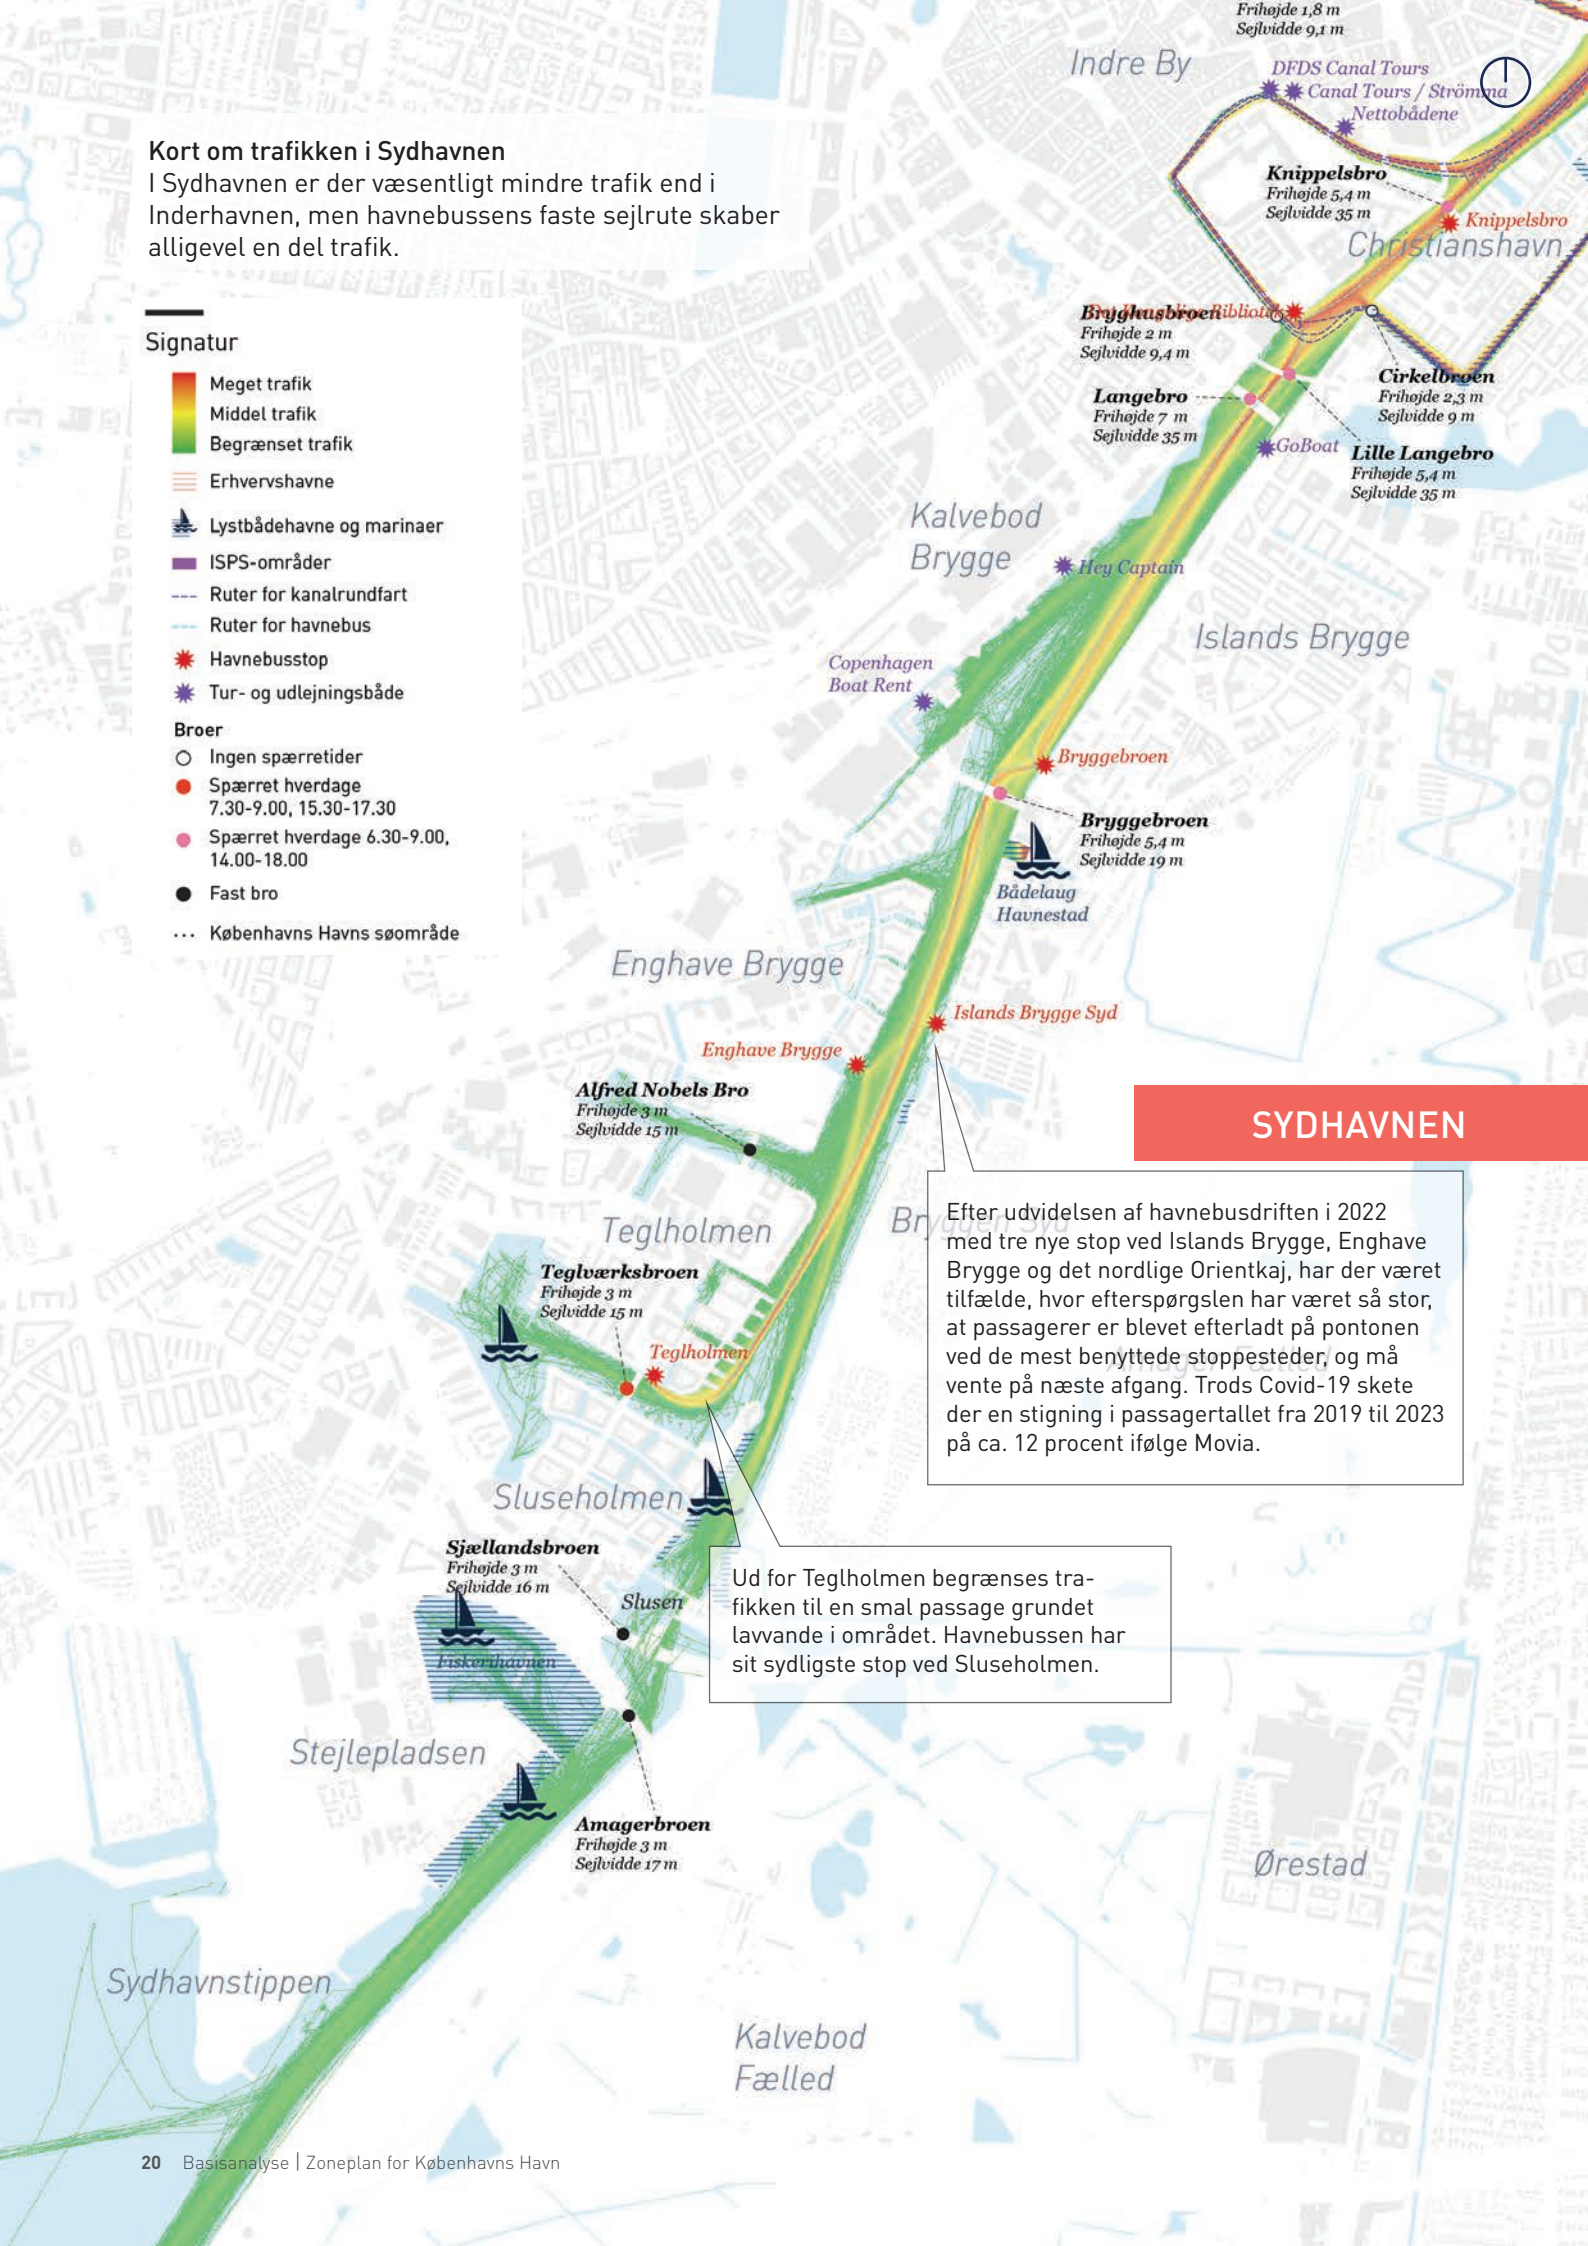 Frihøjde 1,8 m
Sejlvidde 9,1 m
Indre By
DFDS Canal Tours
Canal Tours / Strömma
Nettobådene
Kort om trafikken i Sydhavnen
I Sydhavnen er der væsentligt mindre trafik end i
Inderhavnen, men havnebussens faste sejlrute skaber
alligevel en del trafik.
Knippelsbro
Frihøjde 5,4 m
Sejlvidde 35 m
Knippelsbro
Christianshavn
Signatur
Meget trafik
Middel trafik
Begrænset trafik
Erhvervshavne
Lystbådehavne og marinaer
ISPS-områder
Ruter for kanalrundfart
Ruter for havnebus
Havnebusstop
Tur- og udlejningsbåde
Broer
Ingen spærretider
Spærret hverdage
7.30-9.00, 15.30-17.30
Spærret hverdage 6.30-9.00,
14.00-18.00
Fast bro
Københavns Havns søområde
Bryghusbroen
Frihøjde 2 m
Sejlvidde 9,4 m
Cirkelbroen
Frihøjde 2,3 m
Sejlvidde 9 m
Langebro
Frihøjde 7 m
Sejlvidde 35 m
GoBoat
Lille Langebro
Frihøjde 5,4 m
Sejlvidde 35 m
Kalvebod
Brygge
Hey Captain
Islands Brygge
Copenhagen
Boat Rent
Bryggebroen
Bryggebroen
Frihøjde 5,4 m
Sejlvidde 19 m
Bådelaug
Havnestad
Enghave Brygge
Islands Brygge Syd
Enghave Brygge
Alfred Nobels Bro
Frihøjde 3 m
Sejlvidde 15 m
SYDHAVNEN
Teglholmen
Efter udvidelsen af havnebusdriften i 2022
med tre nye stop ved Islands Brygge, Enghave
Brygge og det nordlige Orientkaj, har der været
tilfælde, hvor efterspørgslen har været så stor,
at passagerer er blevet efterladt på pontonen
ved de mest benyttede stoppesteder, og må
vente på næste afgang. Trods Covid-19 skete
der en stigning i passagertallet fra 2019 til 2023
på ca. 12 procent ifølge Movia.
Teglværksbroen
Frihøjde 3 m
Sejlvidde 15 m
Teglholmen
Sluseholmen
Sjællandsbroen
Frihøjde 3 m
Sejlvidde 16 m
Slusen
Ud for Teglholmen begrænses tra-
fikken til en smal passage grundet
lavvande i området. Havnebussen har
sit sydligste stop ved Sluseholmen.
Fiskerihavnen
Stejlepladsen
Amagerbroen
Frihøjde 3 m
Sejlvidde 17 m
Ørestad
Sydhavnstippen
Kalvebod
Fælled
20 Basisanalyse | Zoneplan for Københavns Havn